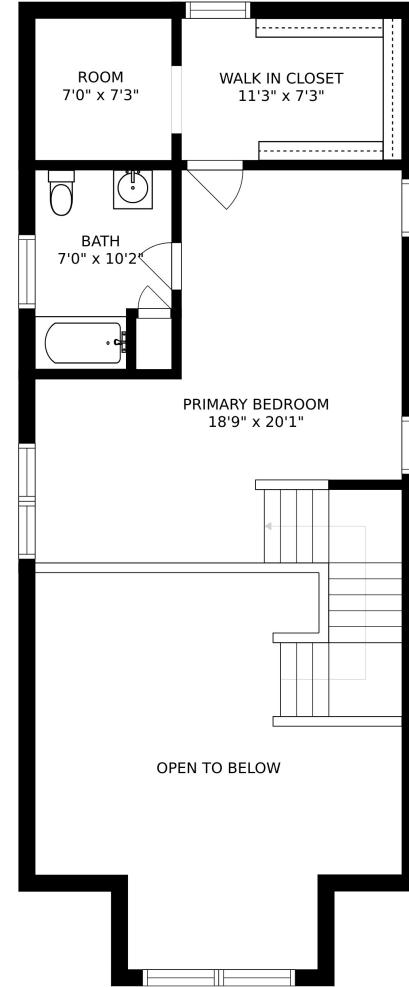 ROOM
7'0" x 7'3"
WALK IN CLOSET
11'3" x 7'3"
BATH
7'0" x 10'2"
PRIMARY BEDROOM
18'9" x 20'1"
OPEN TO BELOW